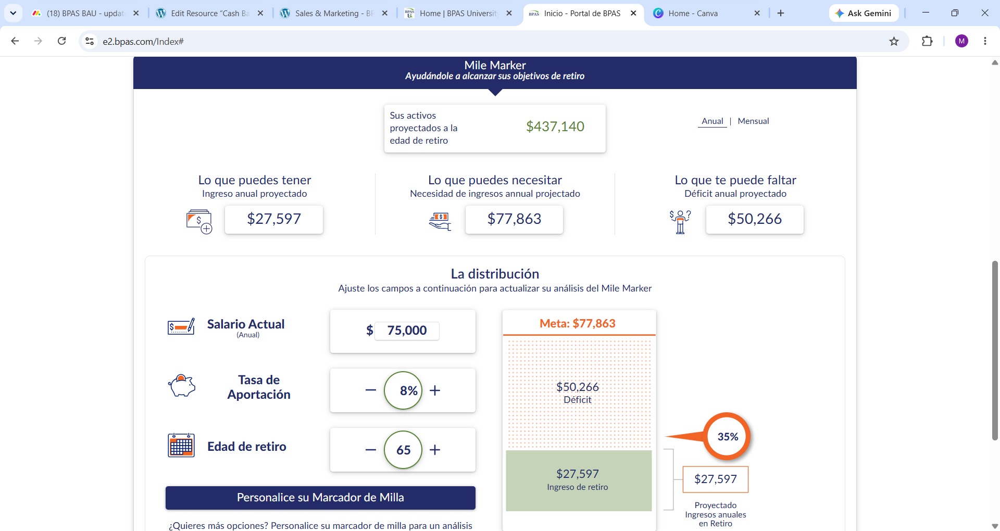 (18) BPAS BAU - updat
Edit Resource “Cash Ba
Sales & Marketing - BP
Home | BPAS University
Inicio - Portal de BPAS
Home - Canva
Ask Gemini
e2.bpas.com/Index#
M
Mile Marker
Ayudándole a alcanzar sus objetivos de retiro
Sus activos
proyectados a la
edad de retiro
$437,140
Anual | Mensual
Lo que puedes tener
Ingreso anual proyectado
$27,597
Lo que puedes necesitar
Necesidad de ingresos annual projectado
$77,863
Lo que te puede faltar
Déficit anual proyectado
$50,266
La distribución
Ajuste los campos a continuación para actualizar su análisis del Mile Marker
Salario Actual
(Anual)
$ 75,000
Tasa de
Aportación
8%
Edad de retiro
65
Personalice su Marcador de Milla
¿Quieres más opciones? Personalice su marcador de milla para un análisis
Meta: $77,863
$50,266
Déficit
$27,597
Ingreso de retiro
35%
$27,597
Proyectado
Ingresos anuales
en Retiro